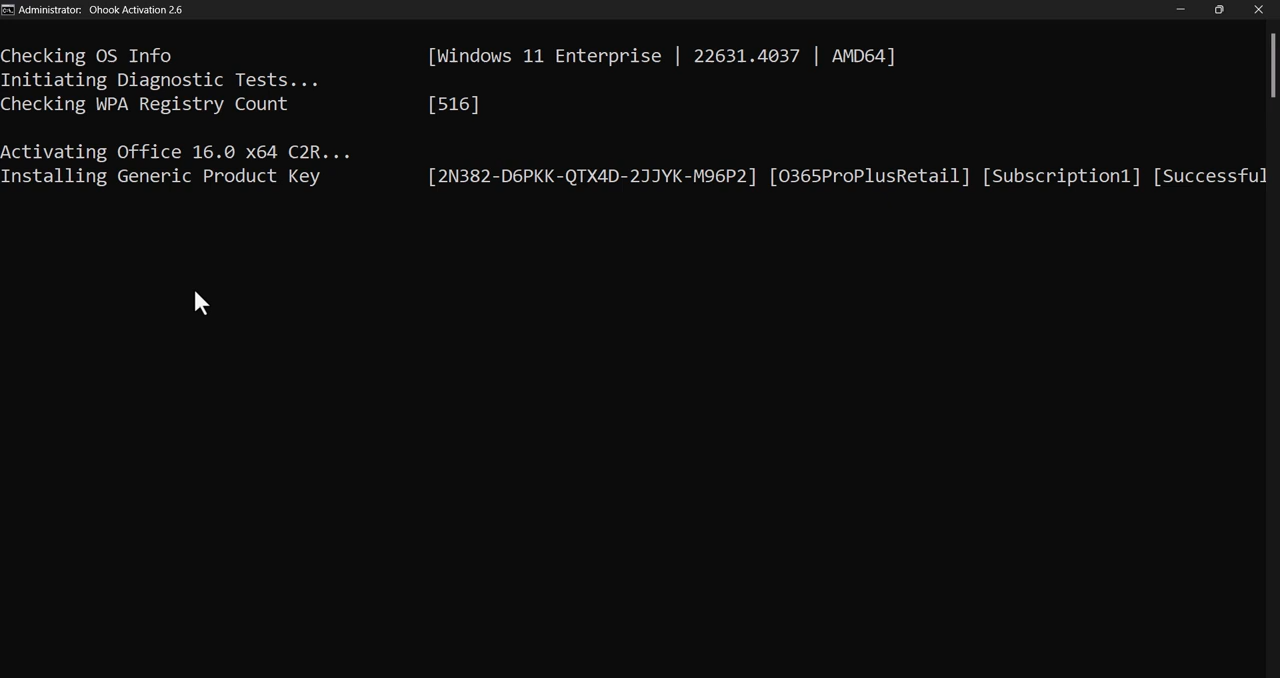 Administrator: Ohook Activation 2.6
Checking OS Info [Windows 11 Enterprise | 22631.4037 | AMD64]
Initiating Diagnostic Tests...
Checking WPA Registry Count [516]
Activating Office 16.0 x64 C2R...
Installing Generic Product Key [2N382-D6PKK-QTX4D-2JJYK-M96P2] [O365ProPlusRetail] [Subscription1] [Successful